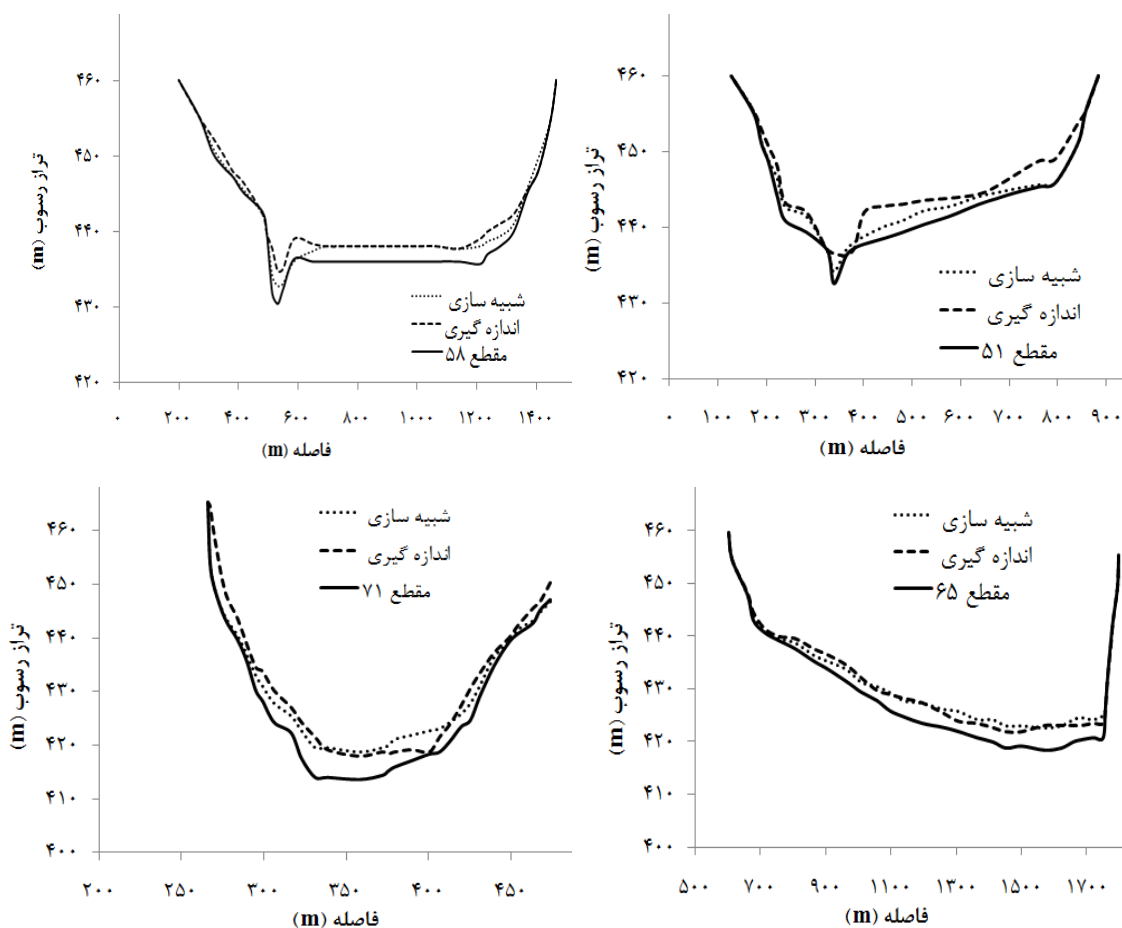 ۴۶۰
۴۵۰
۴۴۰
۴۳۰
۴۲۰
تراز رسوب (m)
شبیه سازی
اندازه گیری
مقطع ۵۸
۰ ۲۰۰ ۴۰۰ ۶۰۰ ۸۰۰ ۱۰۰۰ ۱۲۰۰ ۱۴۰۰
فاصله (m)
۴۶۰
۴۵۰
۴۴۰
۴۳۰
۴۲۰
تراز رسوب (m)
شبیه سازی
اندازه گیری
مقطع ۵۱
۰ ۱۰۰ ۲۰۰ ۳۰۰ ۴۰۰ ۵۰۰ ۶۰۰ ۷۰۰ ۸۰۰ ۹۰۰
فاصله (m)
۴۶۰
۴۵۰
۴۴۰
۴۳۰
۴۲۰
۴۱۰
۴۰۰
تراز رسوب (m)
شبیه سازی
اندازه گیری
مقطع ۷۱
۲۰۰ ۲۵۰ ۳۰۰ ۳۵۰ ۴۰۰ ۴۵۰
فاصله (m)
۴۶۰
۴۵۰
۴۴۰
۴۳۰
۴۲۰
۴۱۰
۴۰۰
تراز رسوب (m)
شبیه سازی
اندازه گیری
مقطع ۶۵
۵۰۰ ۷۰۰ ۹۰۰ ۱۱۰۰ ۱۳۰۰ ۱۵۰۰ ۱۷۰۰
فاصله (m)